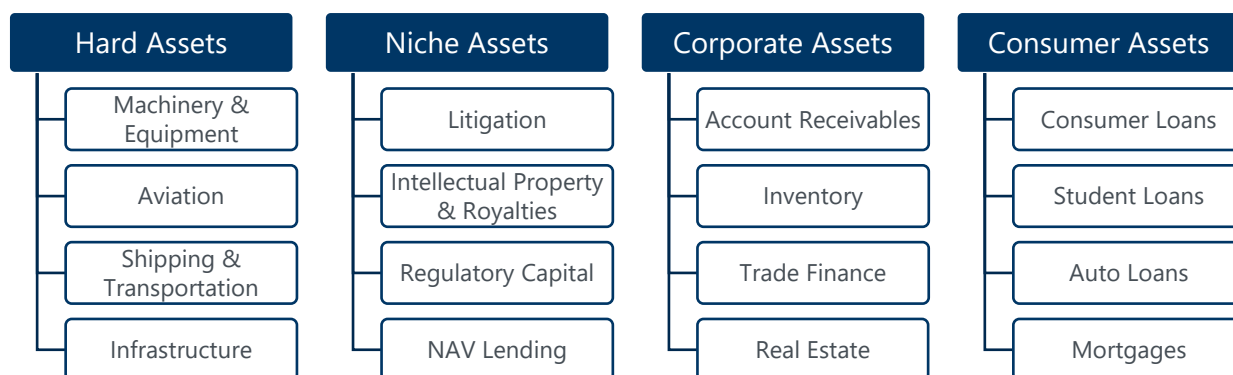 Hard Assets
Machinery &
Equipment
Aviation
Shipping &
Transportation
Infrastructure
Niche Assets
Litigation
Intellectual Property
& Royalties
Regulatory Capital
NAV Lending
Corporate Assets
Account Receivables
Inventory
Trade Finance
Real Estate
Consumer Assets
Consumer Loans
Student Loans
Auto Loans
Mortgages